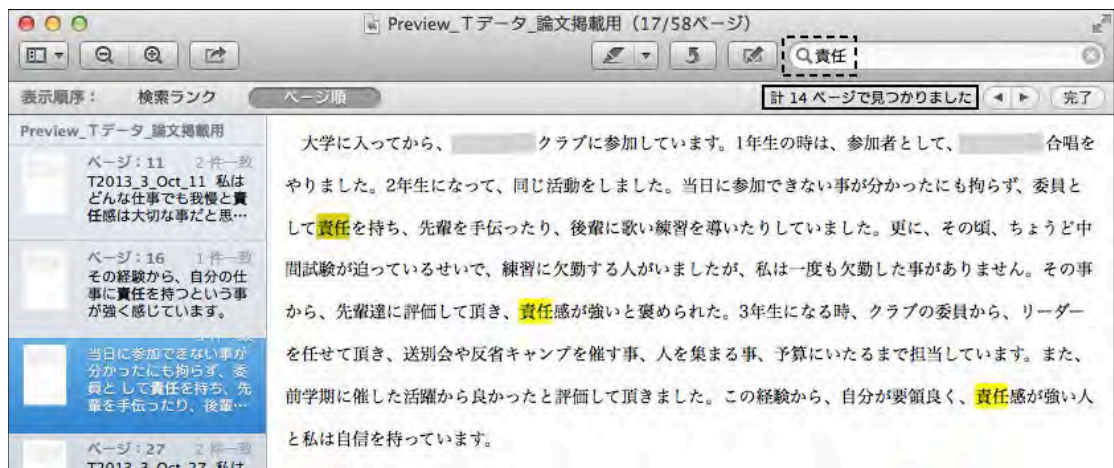 Preview_Tデータ_論文掲載用（17/58ページ）
責任
表示順序：　検索ランク　ページ順　計 14 ページで見つかりました　完了
Preview_Tデータ_論文掲載用
ページ：11　2 件一致
T2013_3_Oct_11 私は
どんな仕事でも我慢と責
任感は大切な事だと思…
ページ：16　1 件一致
その経験から、自分の仕
事に責任を持つという事
が強く感じています。
当日に参加できない事が
分かったにも拘らず、委
員と して責任を持ち、先
輩を手伝ったり、後輩…
ページ：27　2 件一致
T2013_3_Oct_27 私は
大学に入ってから、　クラブに参加しています。1年生の時は、参加者として、　合唱を
やりました。2年生になって、同じ活動をしました。当日に参加できない事が分かったにも拘らず、委員と
して責任を持ち、先輩を手伝ったり、後輩に歌い練習を導いたりしていました。更に、その頃、ちょうど中
間試験が迫っているせいで、練習に欠勤する人がいましたが、私は一度も欠勤した事がありません。その事
から、先輩達に評価して頂き、責任感が強いと褒められた。3年生になる時、クラブの委員から、リーダー
を任せて頂き、送別会や反省キャンプを催す事、人を集まる事、予算にいたるまで担当しています。また、
前学期に催した活躍から良かったと評価して頂きました。この経験から、自分が要領良く、責任感が強い人
と私は自信を持っています。